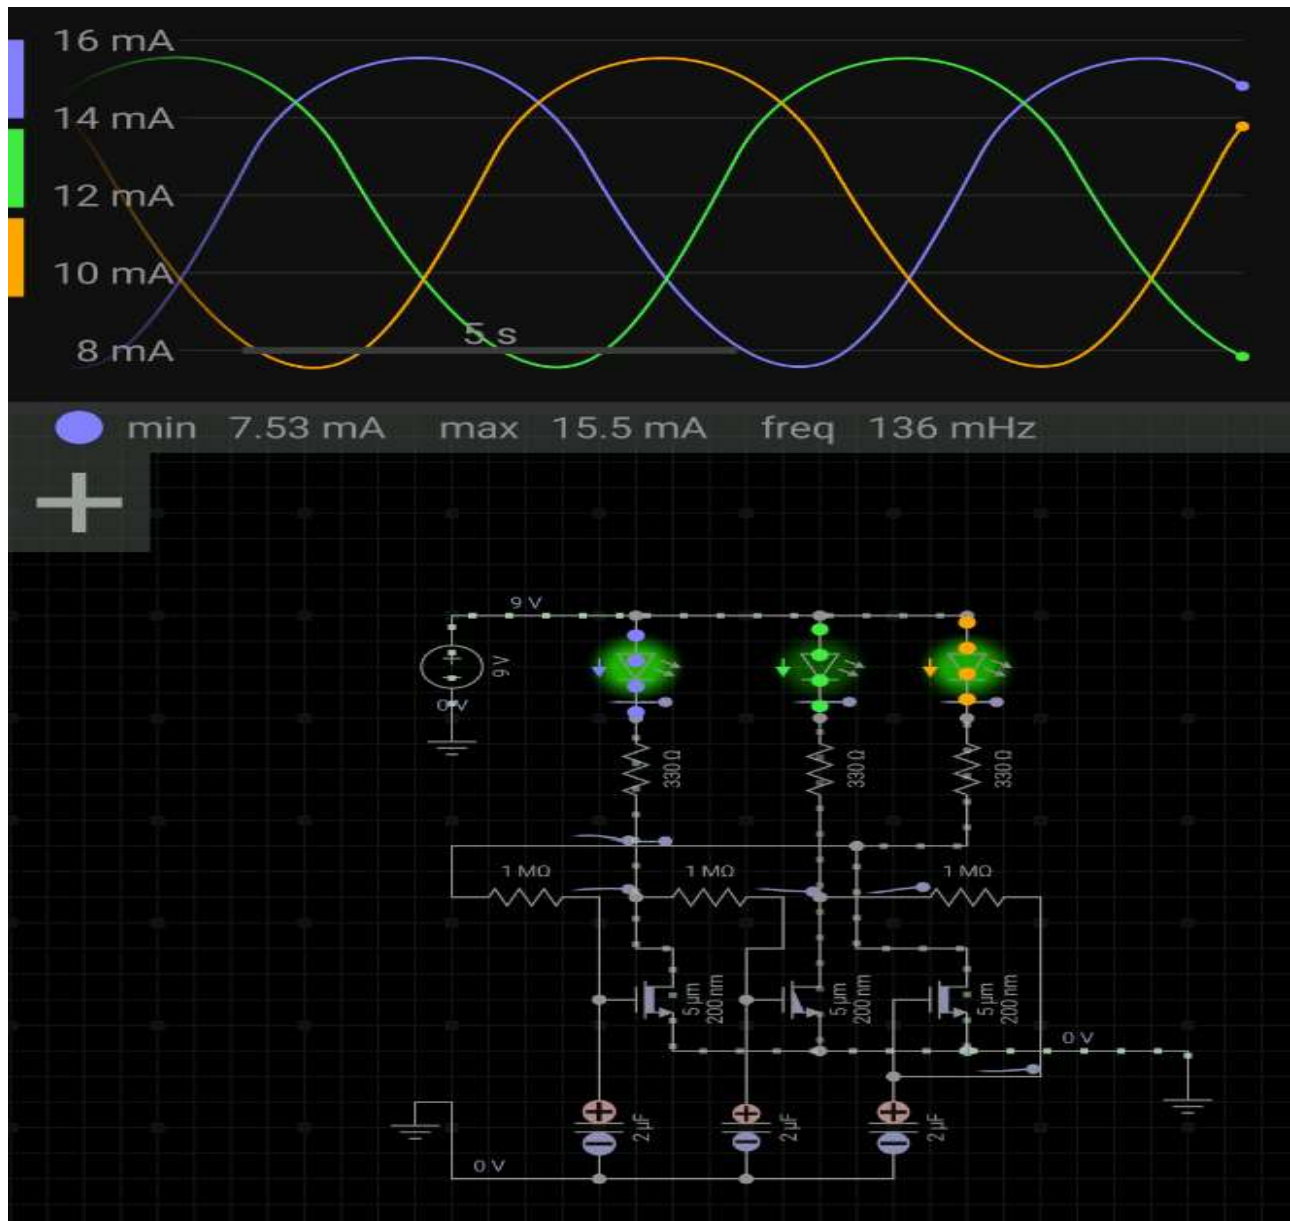 16 mA
14 mA
12 mA
10 mA
5 s
8 mA
min 7.53 mA max 15.5 mA freq 136 mHz
9 V
9 V
0 V
330 Ω
330 Ω
330 Ω
1 MΩ
1 MΩ
1 MΩ
5 µm
200 nm
5 µm
200 nm
5 µm
200 nm
0 V
2 µF
2 µF
2 µF
0 V